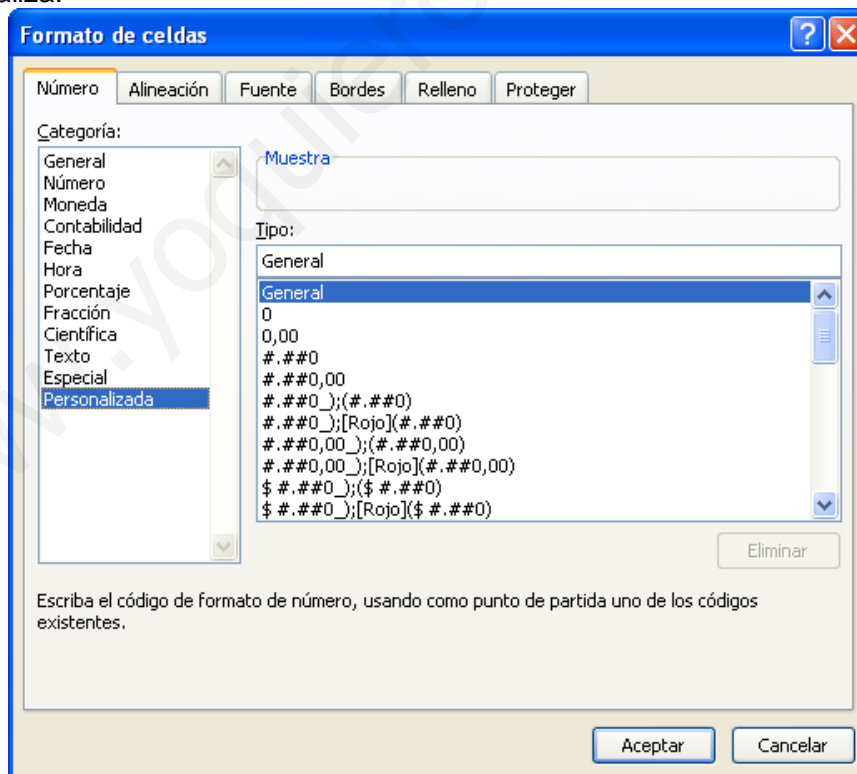 aliza.
Formato de celdas
Número Alineación Fuente Bordes Relleno Proteger
Categoría:
General
Número
Moneda
Contabilidad
Fecha
Hora
Porcentaje
Fracción
Científica
Texto
Especial
Personalizada
Muestra
Tipo:
General
General
0
0,00
#.##0
#.##0,00
#.##0_);(#.##0)
#.##0_);[Rojo](#.##0)
#.##0,00_);(#.##0,00)
#.##0,00_);[Rojo](#.##0,00)
$ #.##0_);($ #.##0)
$ #.##0_);[Rojo]($ #.##0)
Eliminar
Escriba el código de formato de número, usando como punto de partida uno de los códigos
existentes.
Aceptar Cancelar
www.yoquiero